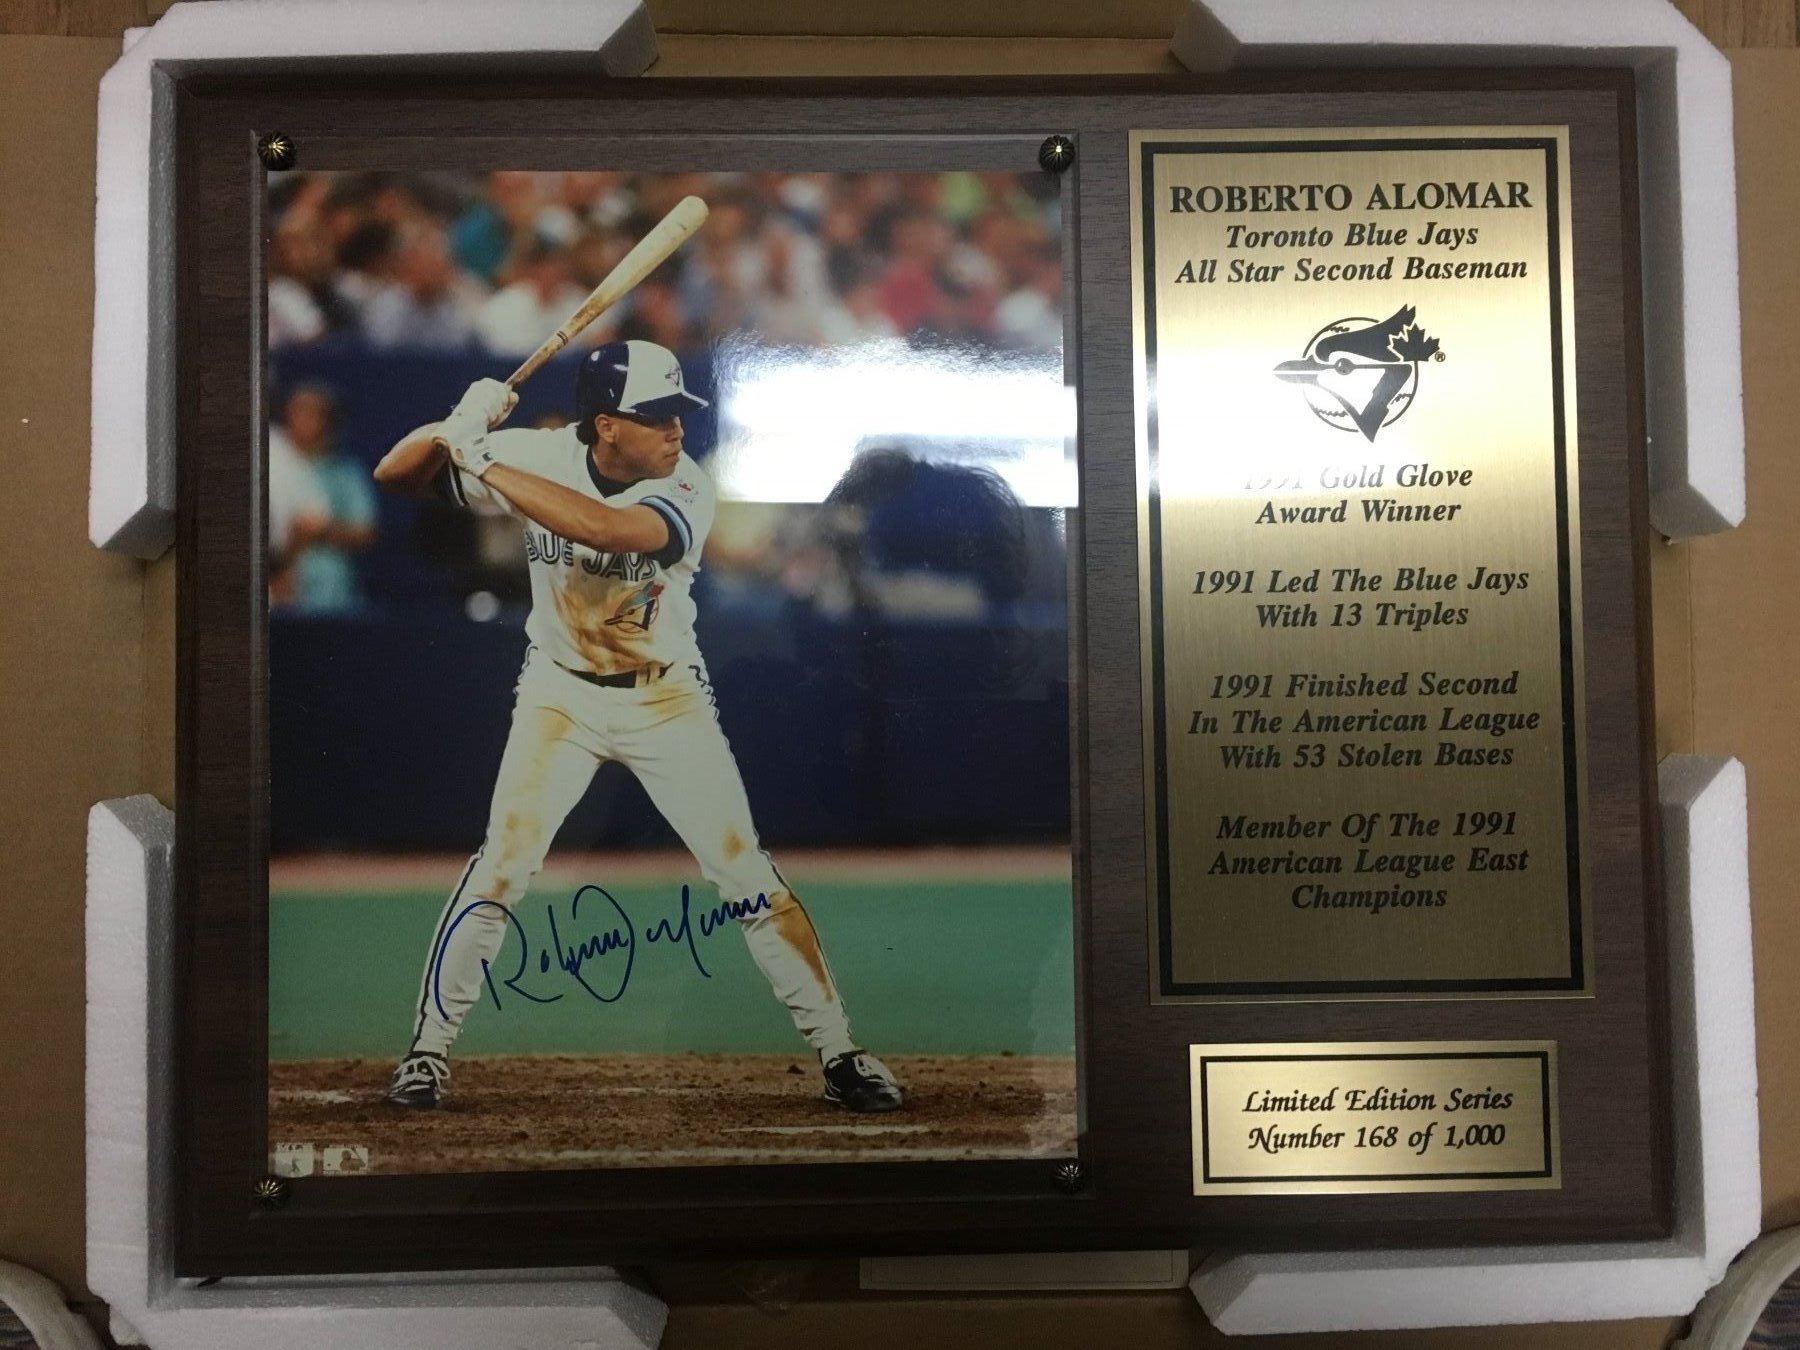 ROBERTO ALOMAR
Toronto Blue Jays
All Star Second Baseman
®
1991 Gold Glove
Award Winner
1991 Led The Blue Jays
With 13 Triples
1991 Finished Second
In The American League
With 53 Stolen Bases
Member Of The 1991
American League East
Champions
Limited Edition Series
Number 168 of 1,000
BLUE JAYS